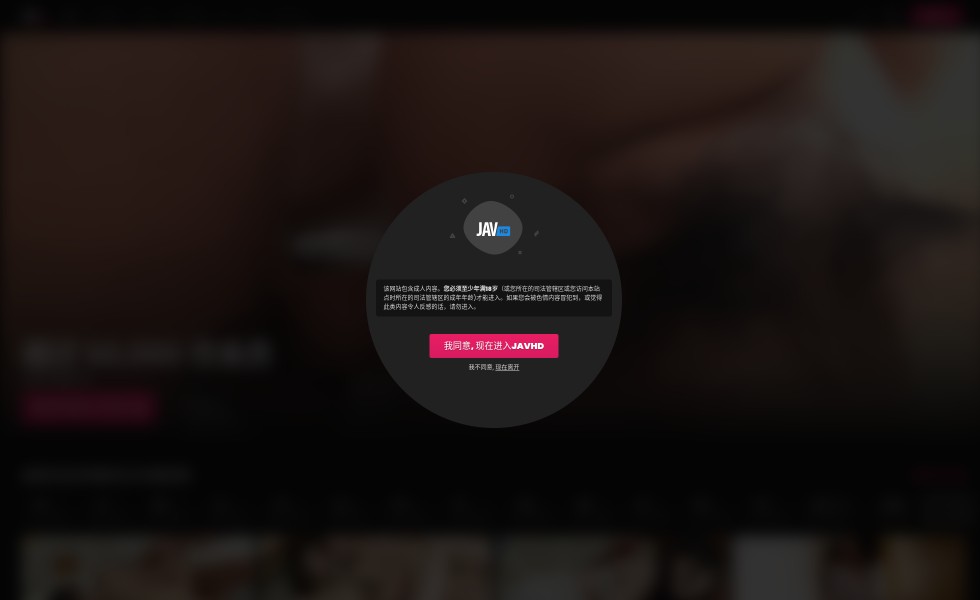 JAV HD
该网站包含成人内容。您必须至少年满18岁（或您所在的司法管辖区或您访问本站
点时所在的司法管辖区的成年年龄)才能进入。如果您会被色情内容冒犯到，或觉得
此类内容令人反感的话，请勿进入。
我同意, 现在进入JAVHD
我不同意, 现在离开